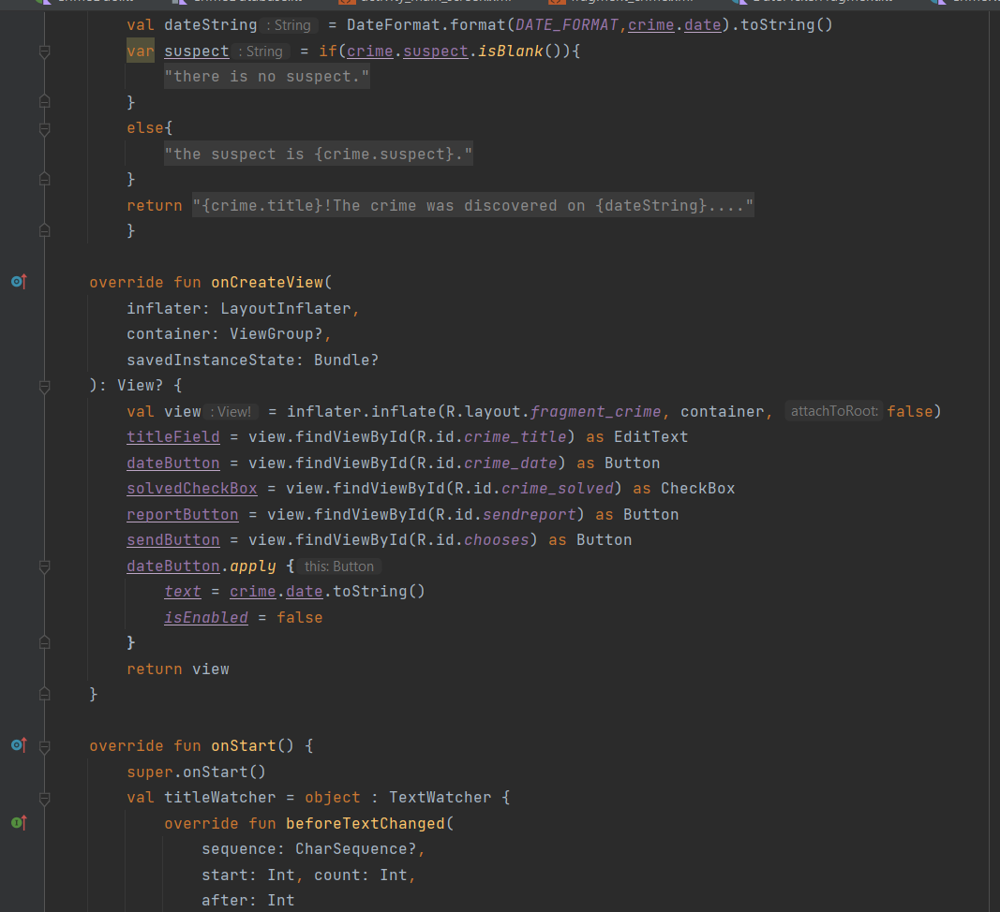 val dateString : String = DateFormat.format(DATE_FORMAT,crime.date).toString()
var suspect : String = if(crime.suspect.isBlank()){
"there is no suspect."
}
else{
"the suspect is {crime.suspect}."
}
return "{crime.title}!The crime was discovered on {dateString}...."
}
override fun onCreateView(
inflater: LayoutInflater,
container: ViewGroup?,
savedInstanceState: Bundle?
): View? {
val view : View! = inflater.inflate(R.layout.fragment_crime, container, attachToRoot: false)
titleField = view.findViewById(R.id.crime_title) as EditText
dateButton = view.findViewById(R.id.crime_date) as Button
solvedCheckBox = view.findViewById(R.id.crime_solved) as CheckBox
reportButton = view.findViewById(R.id.sendreport) as Button
sendButton = view.findViewById(R.id.chooses) as Button
dateButton.apply { this: Button
text = crime.date.toString()
isEnabled = false
}
return view
}
override fun onStart() {
super.onStart()
val titleWatcher = object : TextWatcher {
override fun beforeTextChanged(
sequence: CharSequence?,
start: Int, count: Int,
after: Int